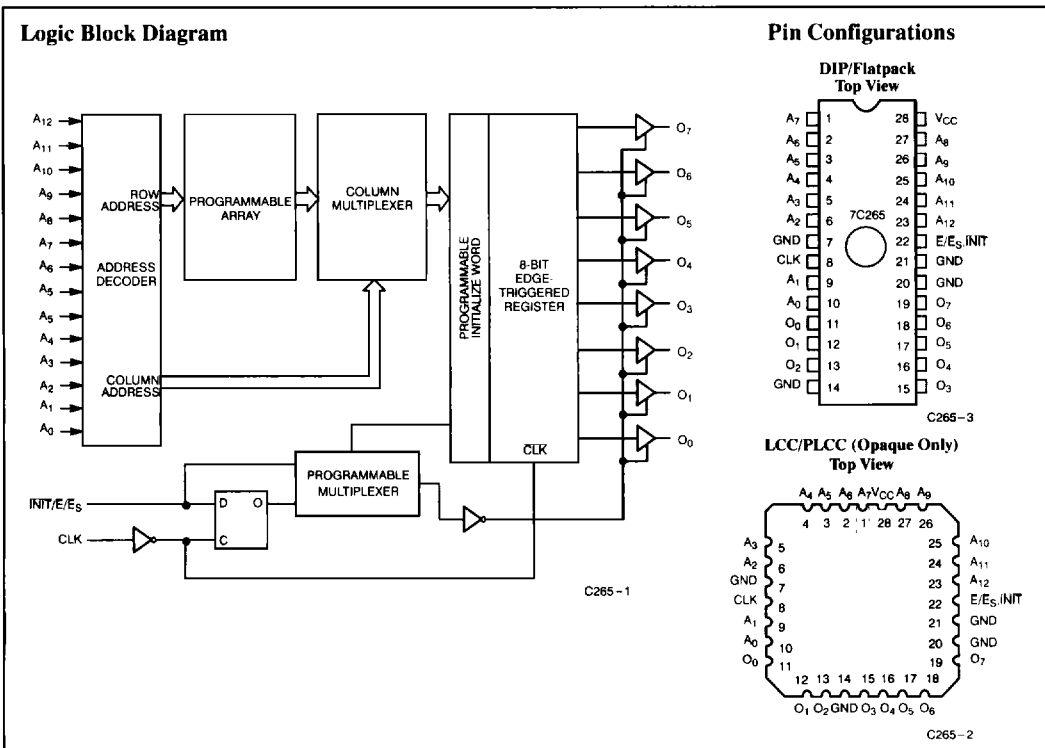 Logic Block Diagram
A12
A11
A10
A9
A8
A7
A6
A5
A5
A4
A3
A2
A1
A0
ROW
ADDRESS
ADDRESS
DECODER
COLUMN
ADDRESS
PROGRAMMABLE
ARRAY
COLUMN
MULTIPLEXER
PROGRAMMABLE
INITIALIZE WORD
8-BIT
EDGE-
TRIGGERED
REGISTER
CLK
O7
O6
O5
O4
O3
O2
O1
O0
INIT/E/ES
CLK
D O
C
PROGRAMMABLE
MULTIPLEXER
C265-1
Pin Configurations
DIP/Flatpack
Top View
A7 1 28 VCC
A6 2 27 A8
A5 3 26 A9
A4 4 25 A10
A3 5 24 A11
A2 6 7C265 23 A12
GND 7 22 E/ES.INIT
CLK 8 21 GND
A1 9 20 GND
A0 10 19 O7
O0 11 18 O6
O1 12 17 O5
O2 13 16 O4
GND 14 15 O3
C265-3
LCC/PLCC (Opaque Only)
Top View
A4 A5 A6 A7 VCC A8 A9
4 3 2 1 28 27 26
A3 5 25 A10
A2 6 24 A11
GND 7 23 A12
CLK 8 22 E/ES.INIT
A1 9 21 GND
A0 10 20 GND
O0 11 19 O7
12 13 14 15 16 17 18
O1 O2 GND O3 O4 O5 O6
C265-2